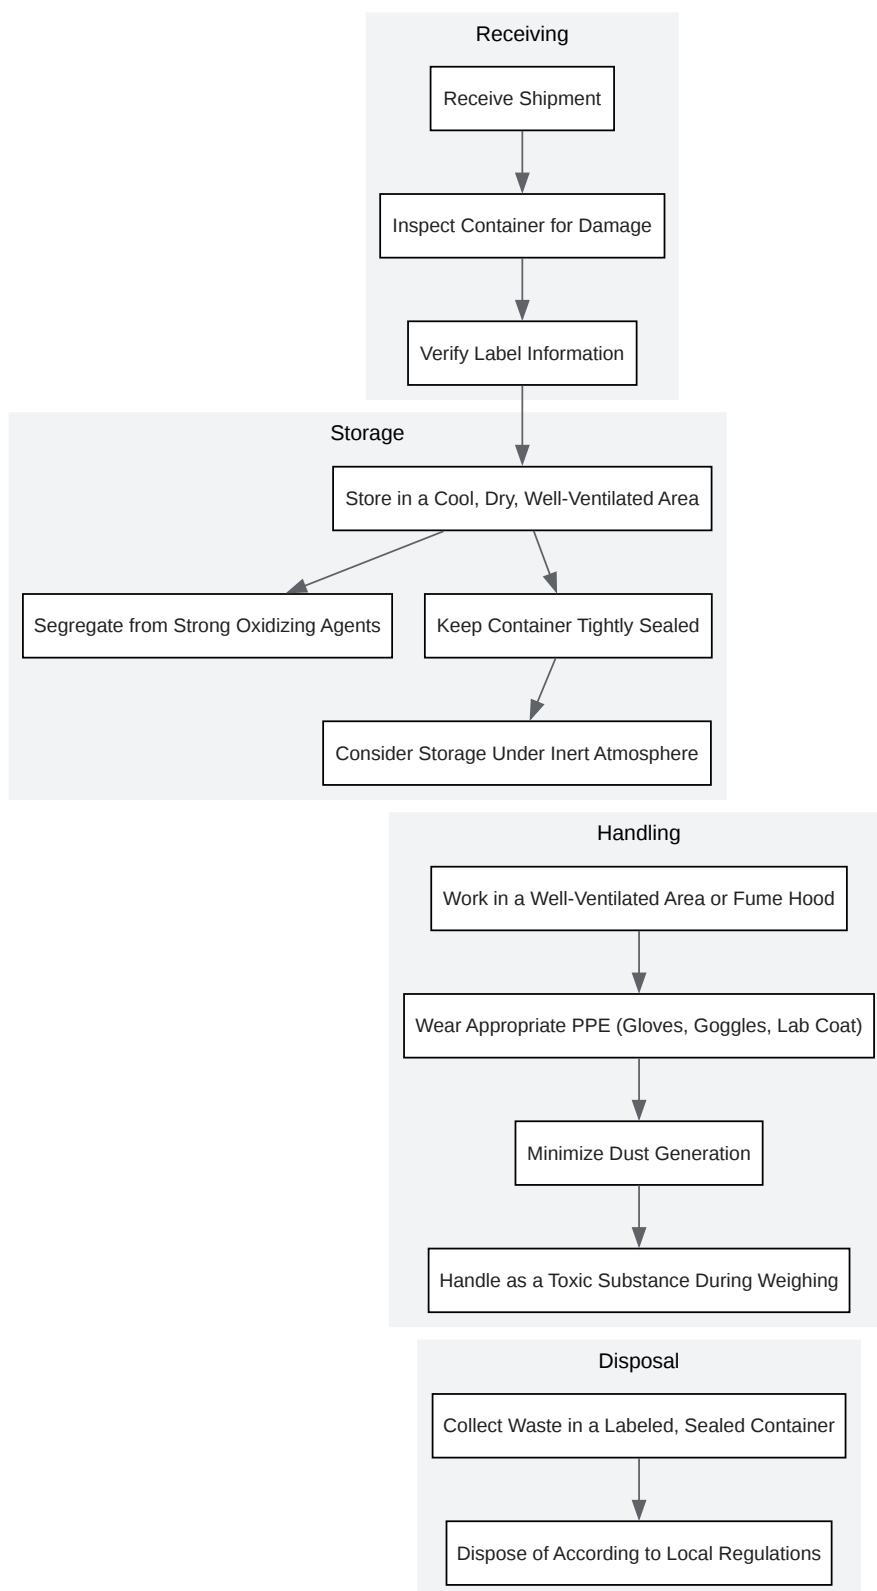 Receiving
Receive Shipment
Inspect Container for Damage
Verify Label Information
Storage
Store in a Cool, Dry, Well-Ventilated Area
Segregate from Strong Oxidizing Agents
Keep Container Tightly Sealed
Consider Storage Under Inert Atmosphere
Handling
Work in a Well-Ventilated Area or Fume Hood
Wear Appropriate PPE (Gloves, Goggles, Lab Coat)
Minimize Dust Generation
Handle as a Toxic Substance During Weighing
Disposal
Collect Waste in a Labeled, Sealed Container
Dispose of According to Local Regulations